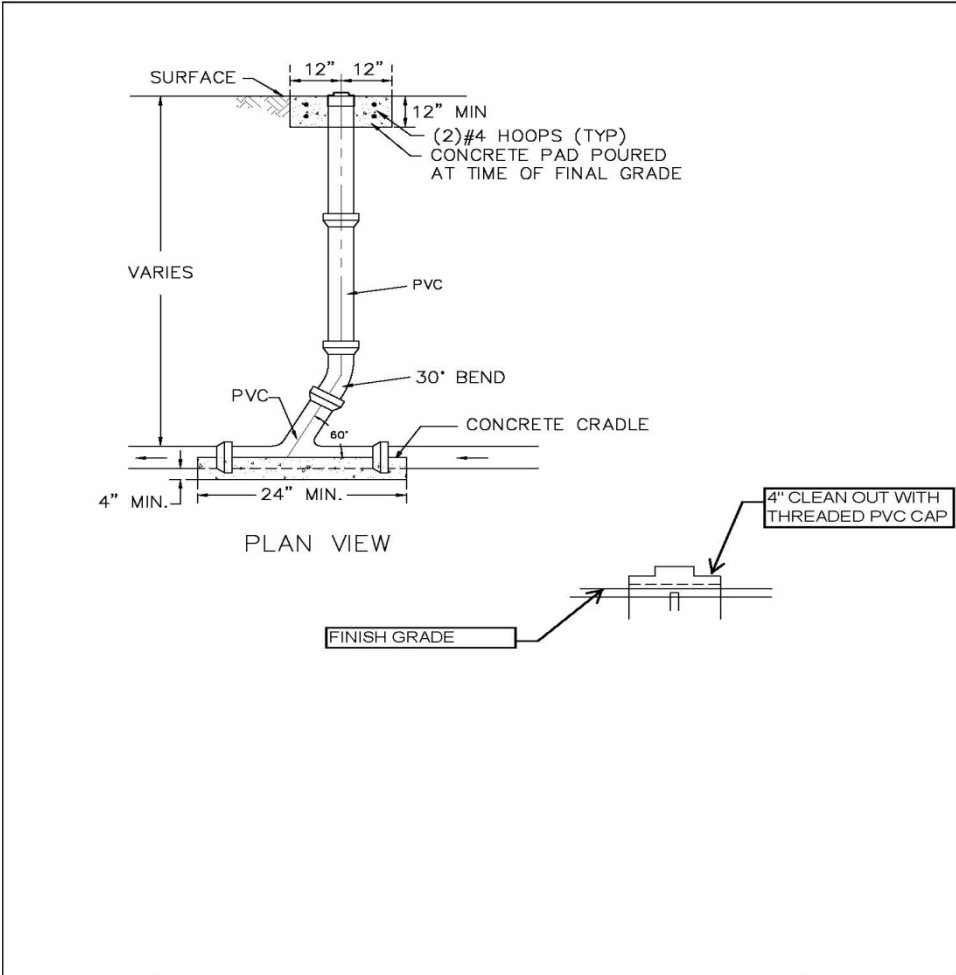 12" 12"
SURFACE
12" MIN
(2)#4 HOOPS (TYP)
CONCRETE PAD POURED
AT TIME OF FINAL GRADE
VARIES
PVC
30° BEND
PVC
60°
CONCRETE CRADLE
4" MIN.
24" MIN.
PLAN VIEW
4" CLEAN OUT WITH
THREADED PVC CAP
FINISH GRADE